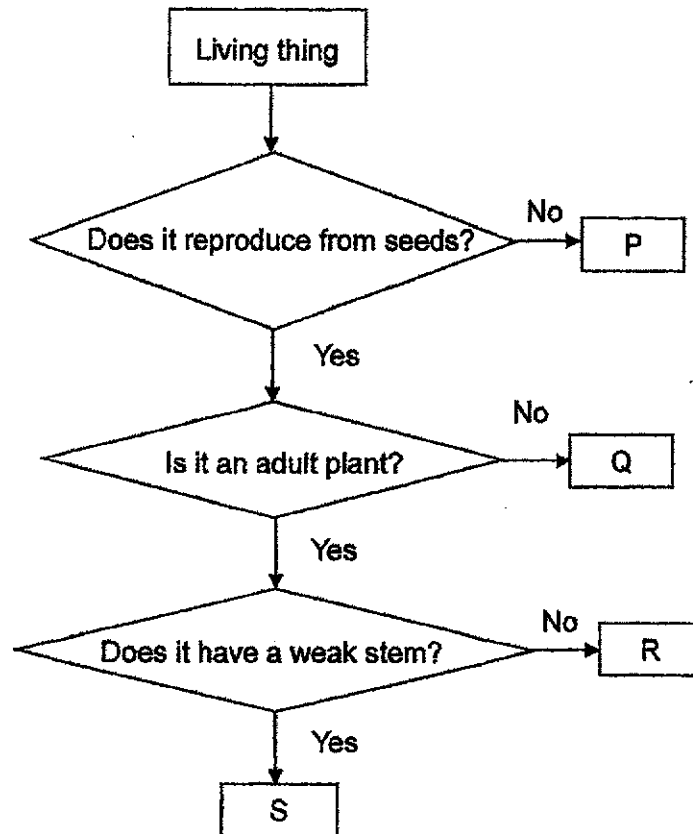 Living thing
Does it reproduce from seeds?
No
P
Yes
Is it an adult plant?
No
Q
Yes
Does it have a weak stem?
No
R
Yes
S